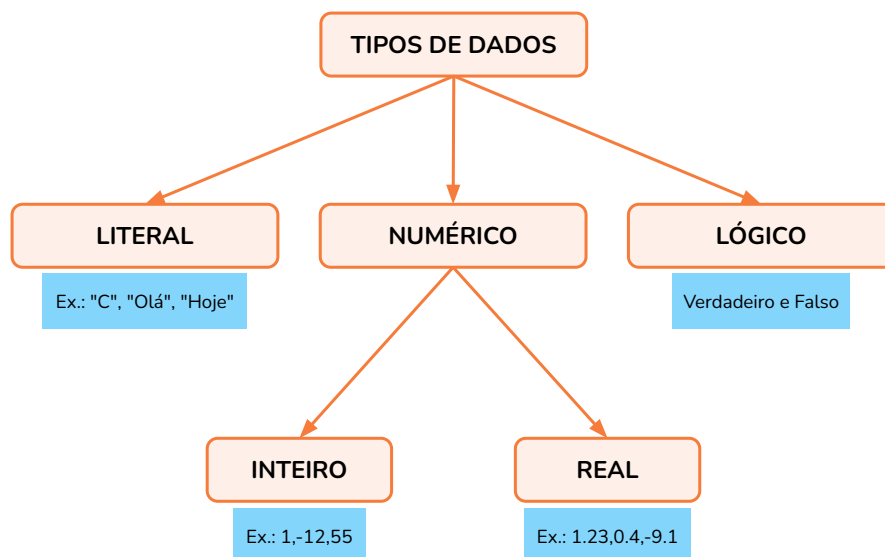 TIPOS DE DADOS
LITERAL
NUMÉRICO
LÓGICO
Ex.: "C", "Olá", "Hoje"
Verdadeiro e Falso
INTEIRO
REAL
Ex.: 1,-12,55
Ex.: 1.23,0.4,-9.1